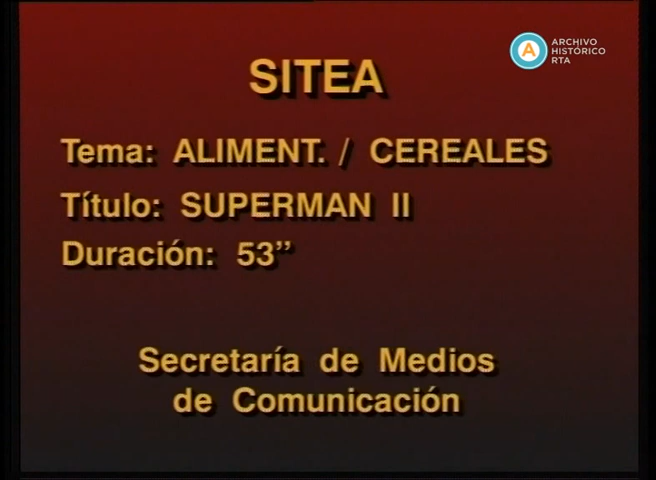 SITEA
A ARCHIVO
HISTÓRICO
RTA
Tema: ALIMENT. / CEREALES
Título: SUPERMAN II
Duración: 53”
Secretaría de Medios
de Comunicación